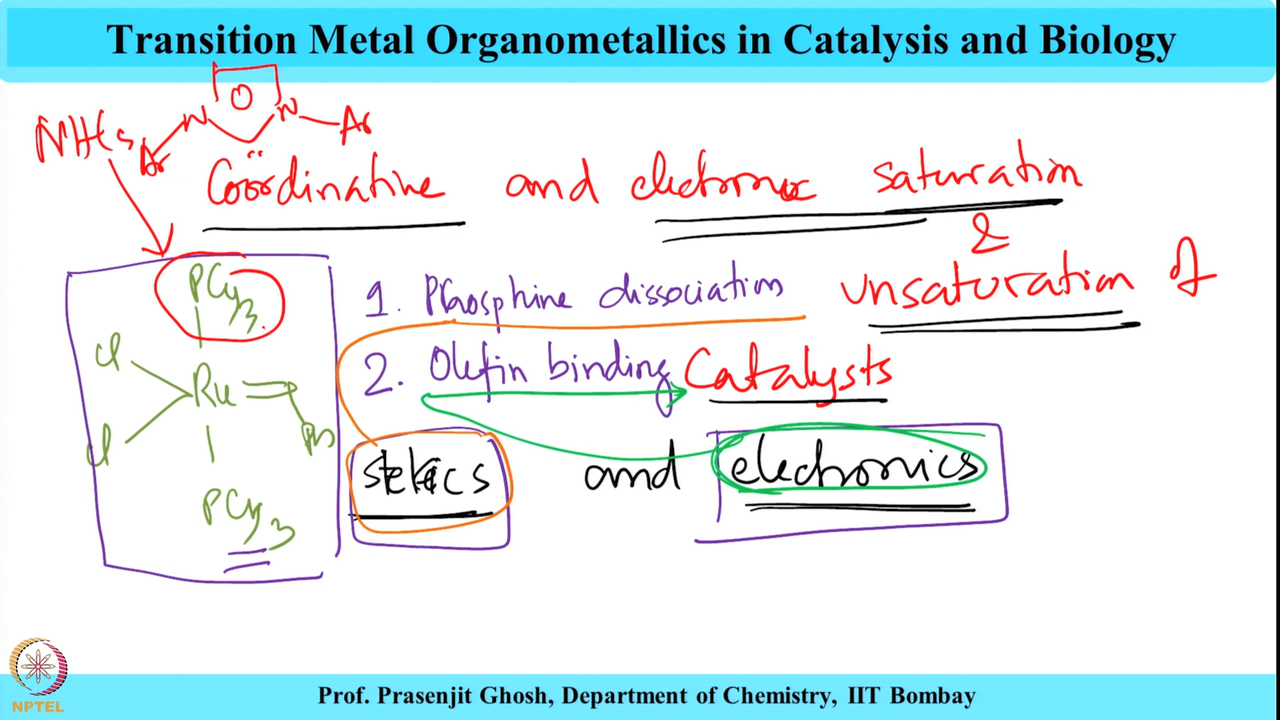 Transition Metal Organometallics in Catalysis and Biology
NHCs
N
N
Ar
Ar
Coordinative and electronic saturation
&
1. Phosphine dissociation
unsaturation of
2. Olefin binding
Catalysts
PCy3
Cl
Ru
Cl
Ph
PCy3
sterics and electronics
NPTEL
Prof. Prasenjit Ghosh, Department of Chemistry, IIT Bombay